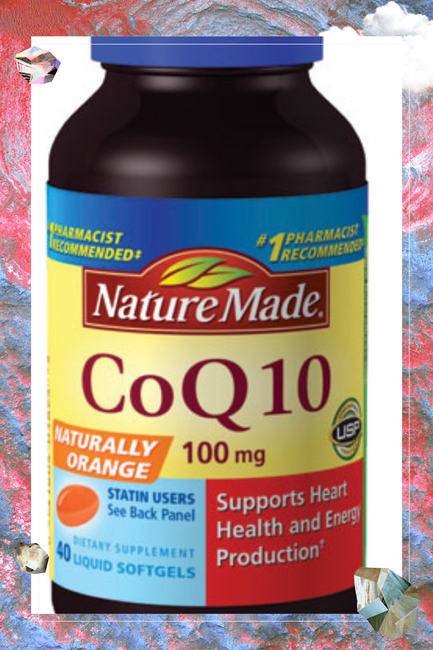 1 PHARMACIST
RECOMMENDED‡
#1 PHARMACIST
RECOMMENDED‡
Nature Made®
CoQ10
100 mg
USP
NATURALLY
ORANGE
STATIN USERS
See Back Panel
DIETARY SUPPLEMENT
40 LIQUID SOFTGELS
Supports Heart
Health and Energy
Production†